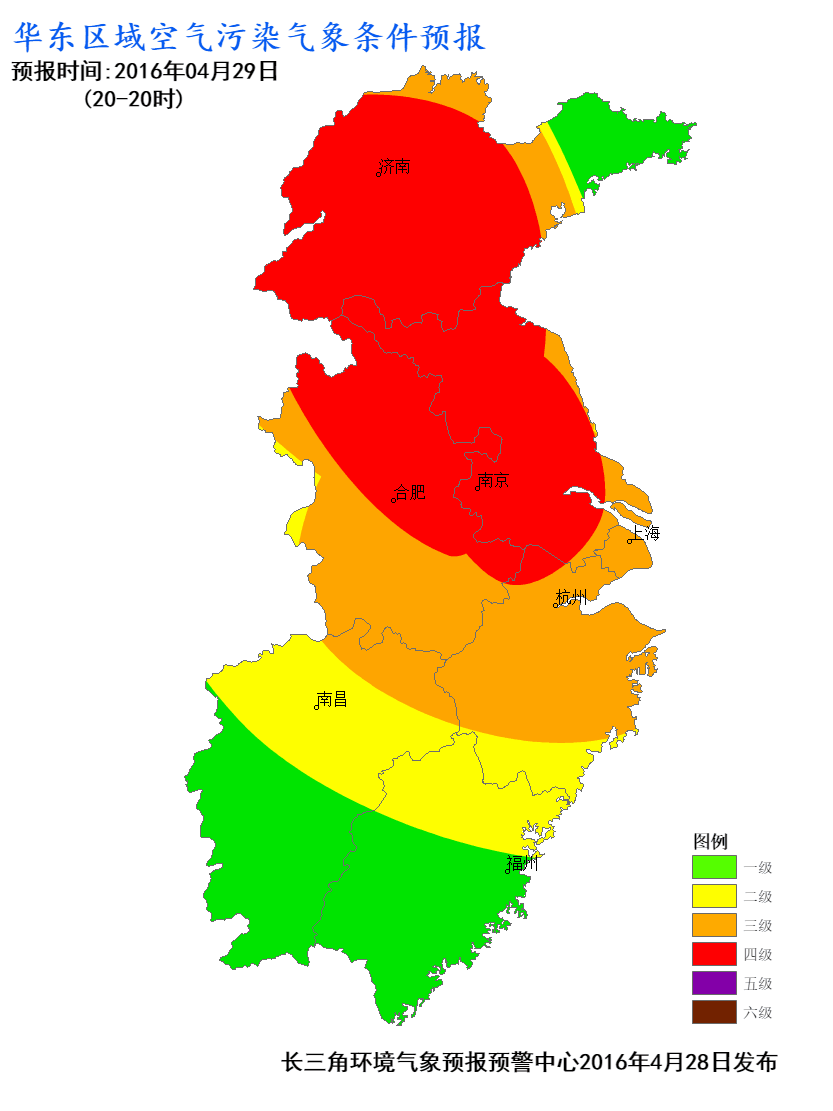 华东区域空气污染气象条件预报
预报时间:2016年04月29日
(20-20时)
济南
南京
合肥
上海
杭州
南昌
福州
图例
一级
二级
三级
四级
五级
六级
长三角环境气象预报预警中心2016年4月28日发布